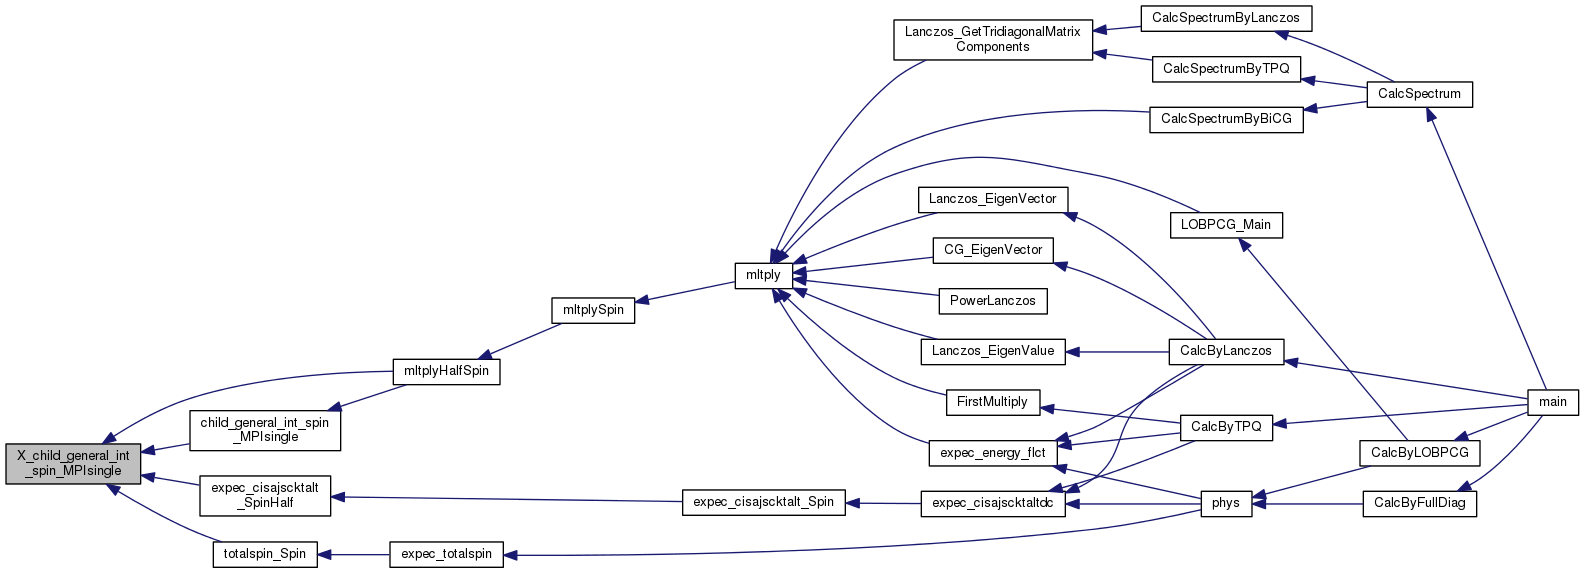 X_child_general_int
_spin_MPIsingle
child_general_int_spin
_MPIsingle
expec_cisajscktalt
_SpinHalf
totalspin_Spin
mltplyHalfSpin
expec_totalspin
mltplySpin
expec_cisajscktalt_Spin
mltply
Lanczos_GetTridiagonalMatrix
Components
Lanczos_EigenVector
CG_EigenVector
PowerLanczos
Lanczos_EigenValue
FirstMultiply
expec_energy_flct
expec_cisajscktaltdc
CalcSpectrumByLanczos
CalcSpectrumByTPQ
CalcSpectrumByBiCG
LOBPCG_Main
CalcByLanczos
CalcByTPQ
phys
CalcSpectrum
CalcByLOBPCG
CalcByFullDiag
main